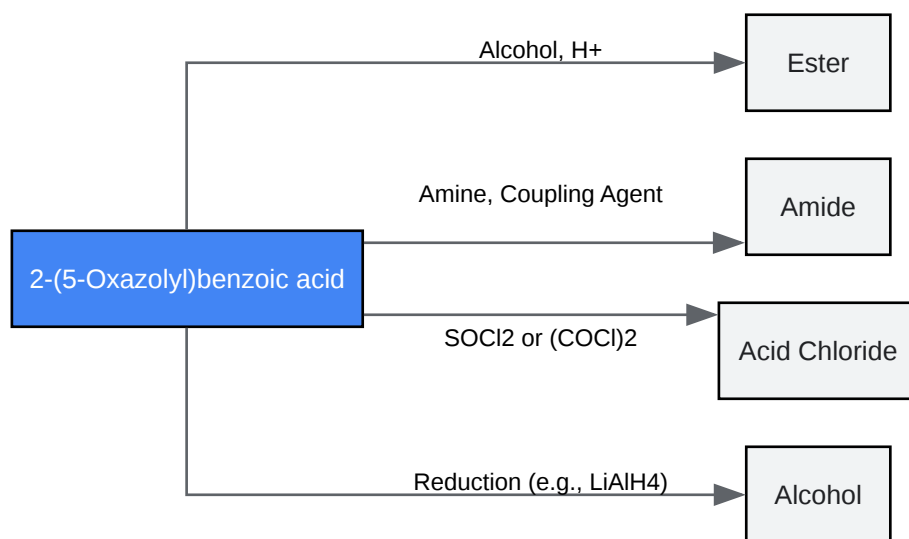 Alcohol, H+
Ester
Amine, Coupling Agent
Amide
2-(5-Oxazolyl)benzoic acid
SOCl2 or (COCl)2
Acid Chloride
Reduction (e.g., LiAlH4)
Alcohol